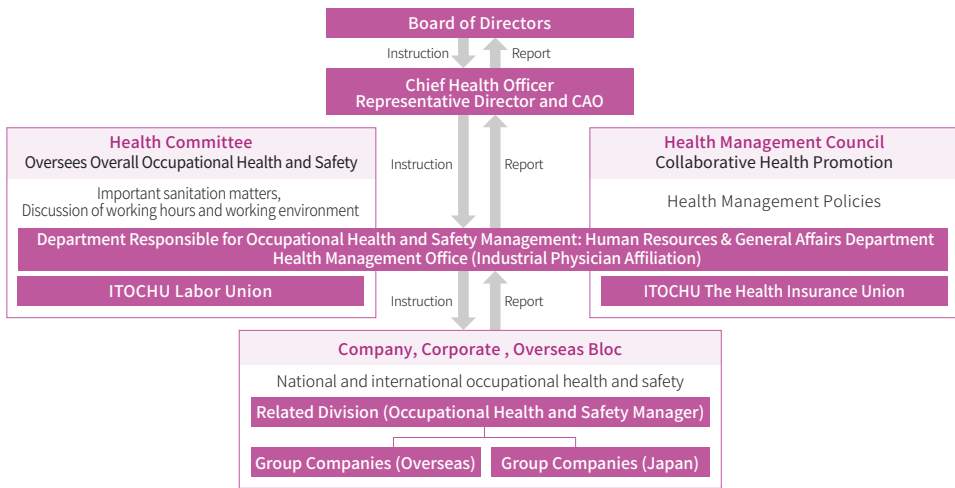 Board of Directors
Instruction
Report
Chief Health Officer
Representative Director and CAO
Health Committee
Oversees Overall Occupational Health and Safety
Important sanitation matters,
Discussion of working hours and working environment
Instruction
Report
Health Management Council
Collaborative Health Promotion
Health Management Policies
Department Responsible for Occupational Health and Safety Management: Human Resources & General Affairs Department
Health Management Office (Industrial Physician Affiliation)
ITOCHU Labor Union
Instruction
Report
ITOCHU The Health Insurance Union
Company, Corporate , Overseas Bloc
National and international occupational health and safety
Related Division (Occupational Health and Safety Manager)
Group Companies (Overseas)
Group Companies (Japan)